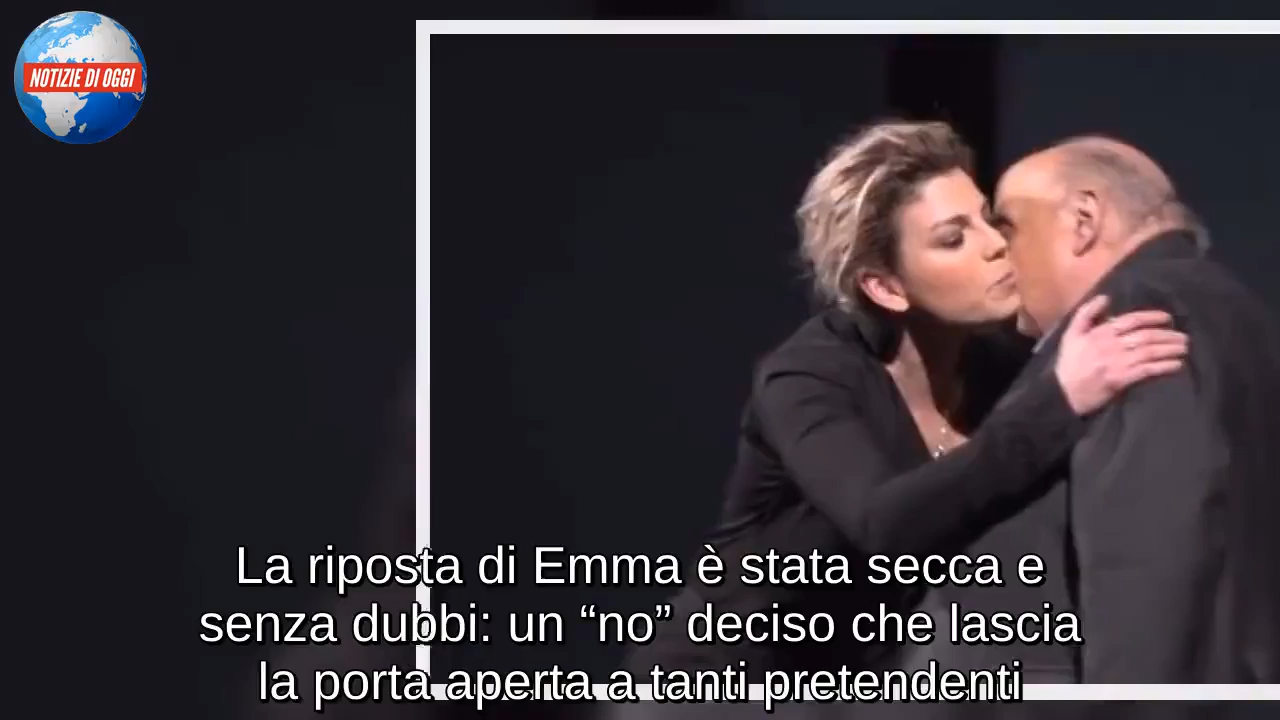 NOTIZIE DI OGGI
La riposta di Emma è stata secca e
senza dubbi: un “no” deciso che lascia
la porta aperta a tanti pretendenti